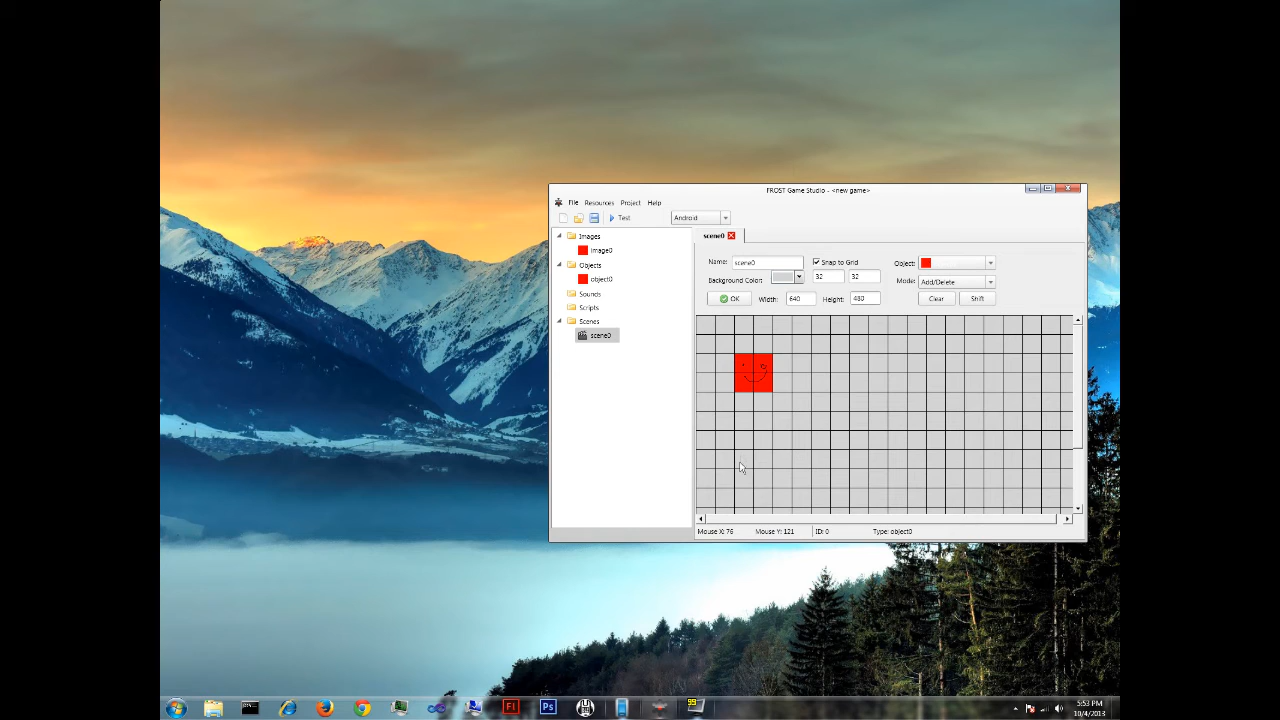 FROST Game Studio - <new game>
File Resources Project Help
Test Android
Images
image0
Objects
object0
Sounds
Scripts
Scenes
scene0
scene0
Name: scene0 Snap to Grid Object:
Background Color: 32 32 Mode: Add/Delete
OK Width: 640 Height: 480 Clear Shift
Mouse X: 76 Mouse Y: 121 ID: 0 Type: object0
Fl Ps 5:53 PM
10/4/2013